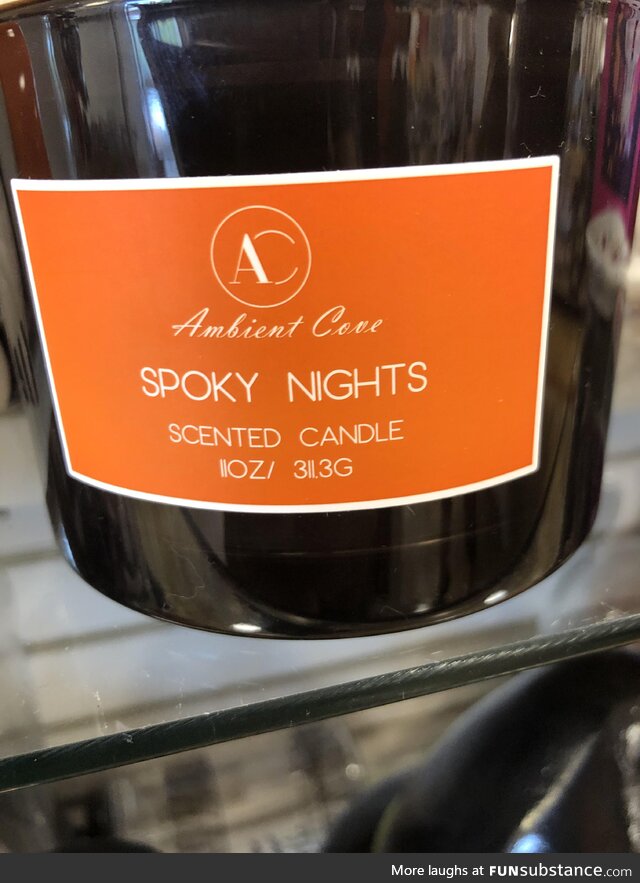 AC
Ambient Cove
SPOKY NIGHTS
SCENTED CANDLE
11OZ/ 311.3G
More laughs at FUNsubstance.com